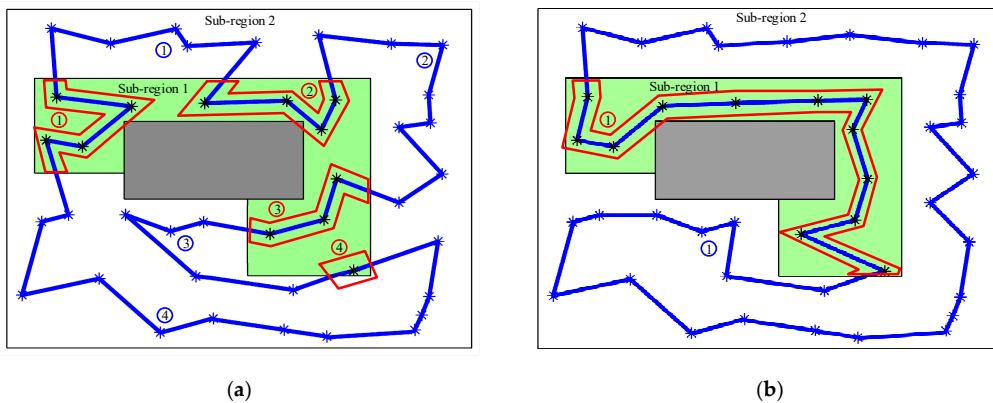 Sub-region 2
①
②
Sub-region 1
②
①
③
③
④
④
(a)
Sub-region 2
Sub-region 1
①
①
(b)